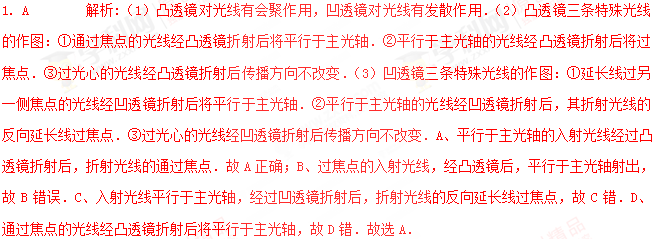 1. A 解析:(1)凸透镜对光线有会聚作用，凹透镜对光线有发散作用.(2)凸透镜三条特殊光线
的作图：①通过焦点的光线经凸透镜折射后将平行于主光轴．②平行于主光轴的光线经凸透镜折射后将过
焦点．③过光心的光线经凸透镜折射后传播方向不改变．(3)凹透镜三条特殊光线的作图：①延长线过另
一侧焦点的光线经凹透镜折射后将平行于主光轴．②平行于主光轴的光线经凹透镜折射后，其折射光线的
反向延长线过焦点．③过光心的光线经凹透镜折射后传播方向不改变．A、平行于主光轴的入射光线经过凸
透镜折射后，折射光线的通过焦点．故A正确；B、过焦点的入射光线，经凸透镜后，平行于主光轴射出，
故B错误．C、入射光线平行于主光轴，经过凹透镜折射后，折射光线的反向延长线过焦点，故C错．D、
通过焦点的光线经凸透镜折射后将平行于主光轴，故D错．故选A．